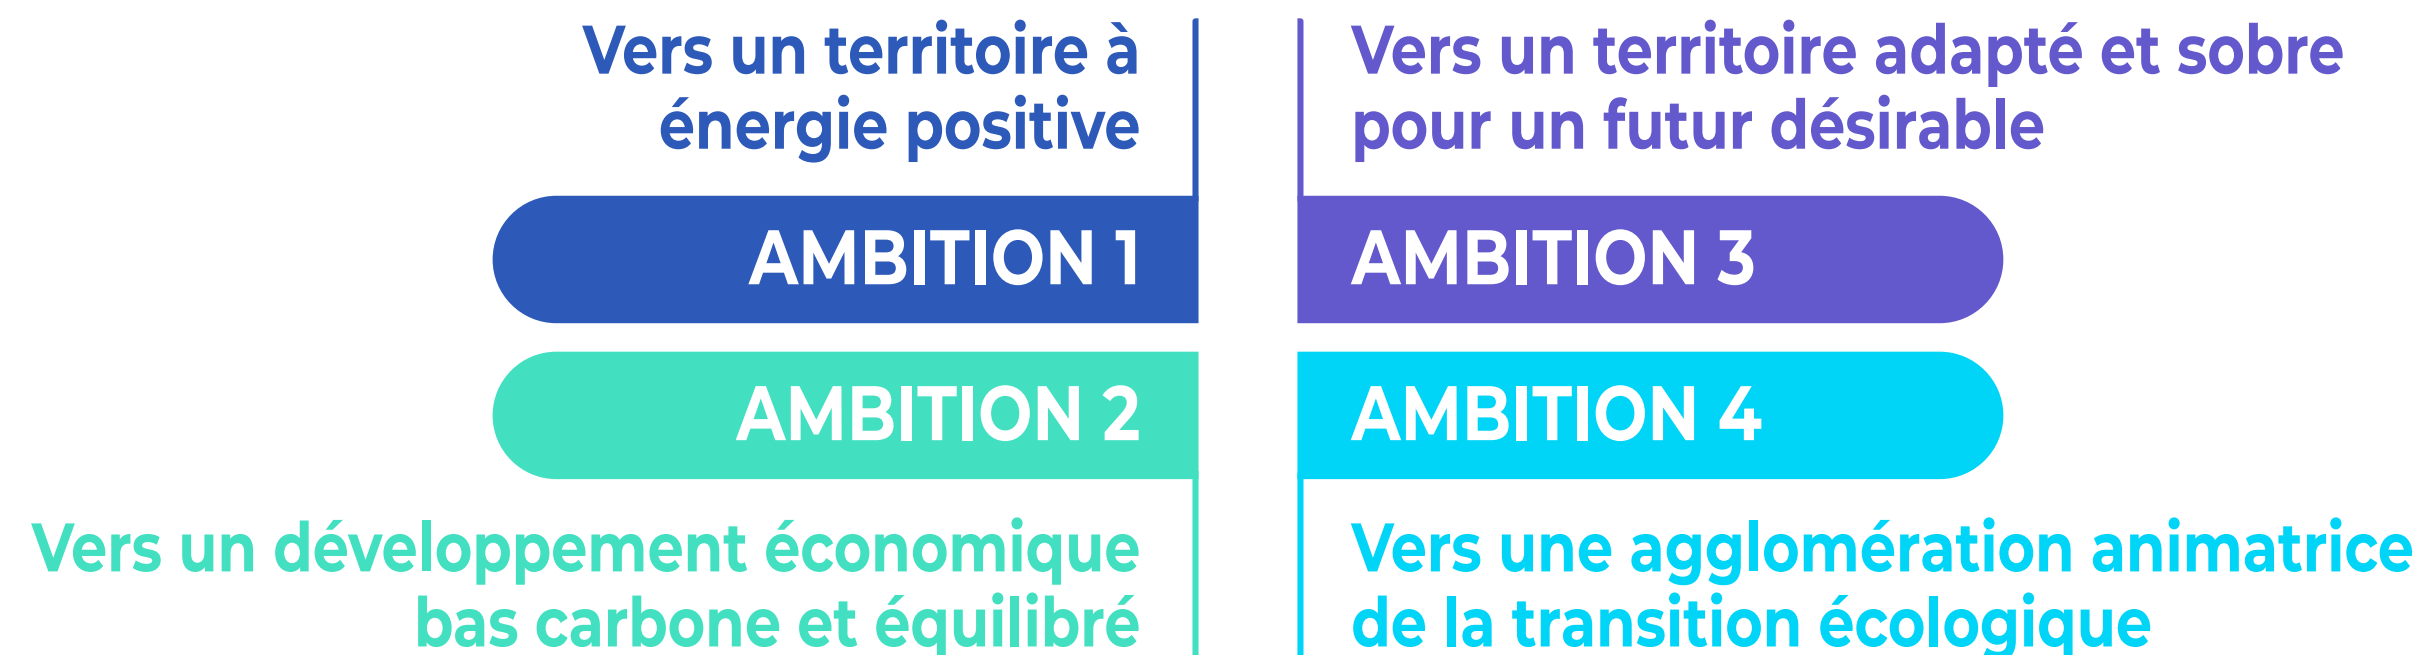 Vers un territoire à
énergie positive
AMBITION 1
AMBITION 2
Vers un développement économique
bas carbone et équilibré
Vers un territoire adapté et sobre
pour un futur désirable
AMBITION 3
AMBITION 4
Vers une agglomération animatrice
de la transition écologique